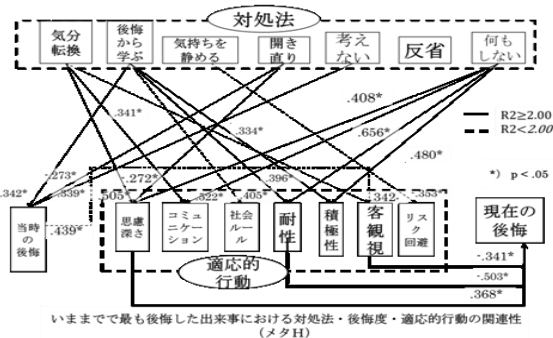 対処法
気分
転換
後悔
から
学ぶ
気持ちを
静める
開き
直り
考え
ない
反省
何も
しない
.341*
.408*
R2≥2.00
.334*
.656*
R2<2.00
.480*
-.273*
.272*
.396*
*) p<.05
.342*
.339*
.505
.322*
.405*
.342
.353*
当時
の
後悔
.439*
思慮
深さ
コミュ
ニケー
ション
社会
ルール
耐
性
積
極
性
客
観
視
リス
ク
回避
現在の
後悔
適応的
行動
-.341*
-.503*
.368*
いままでで最も後悔した出来事における対処法・後悔度・適応的行動の関連性
（メタH）